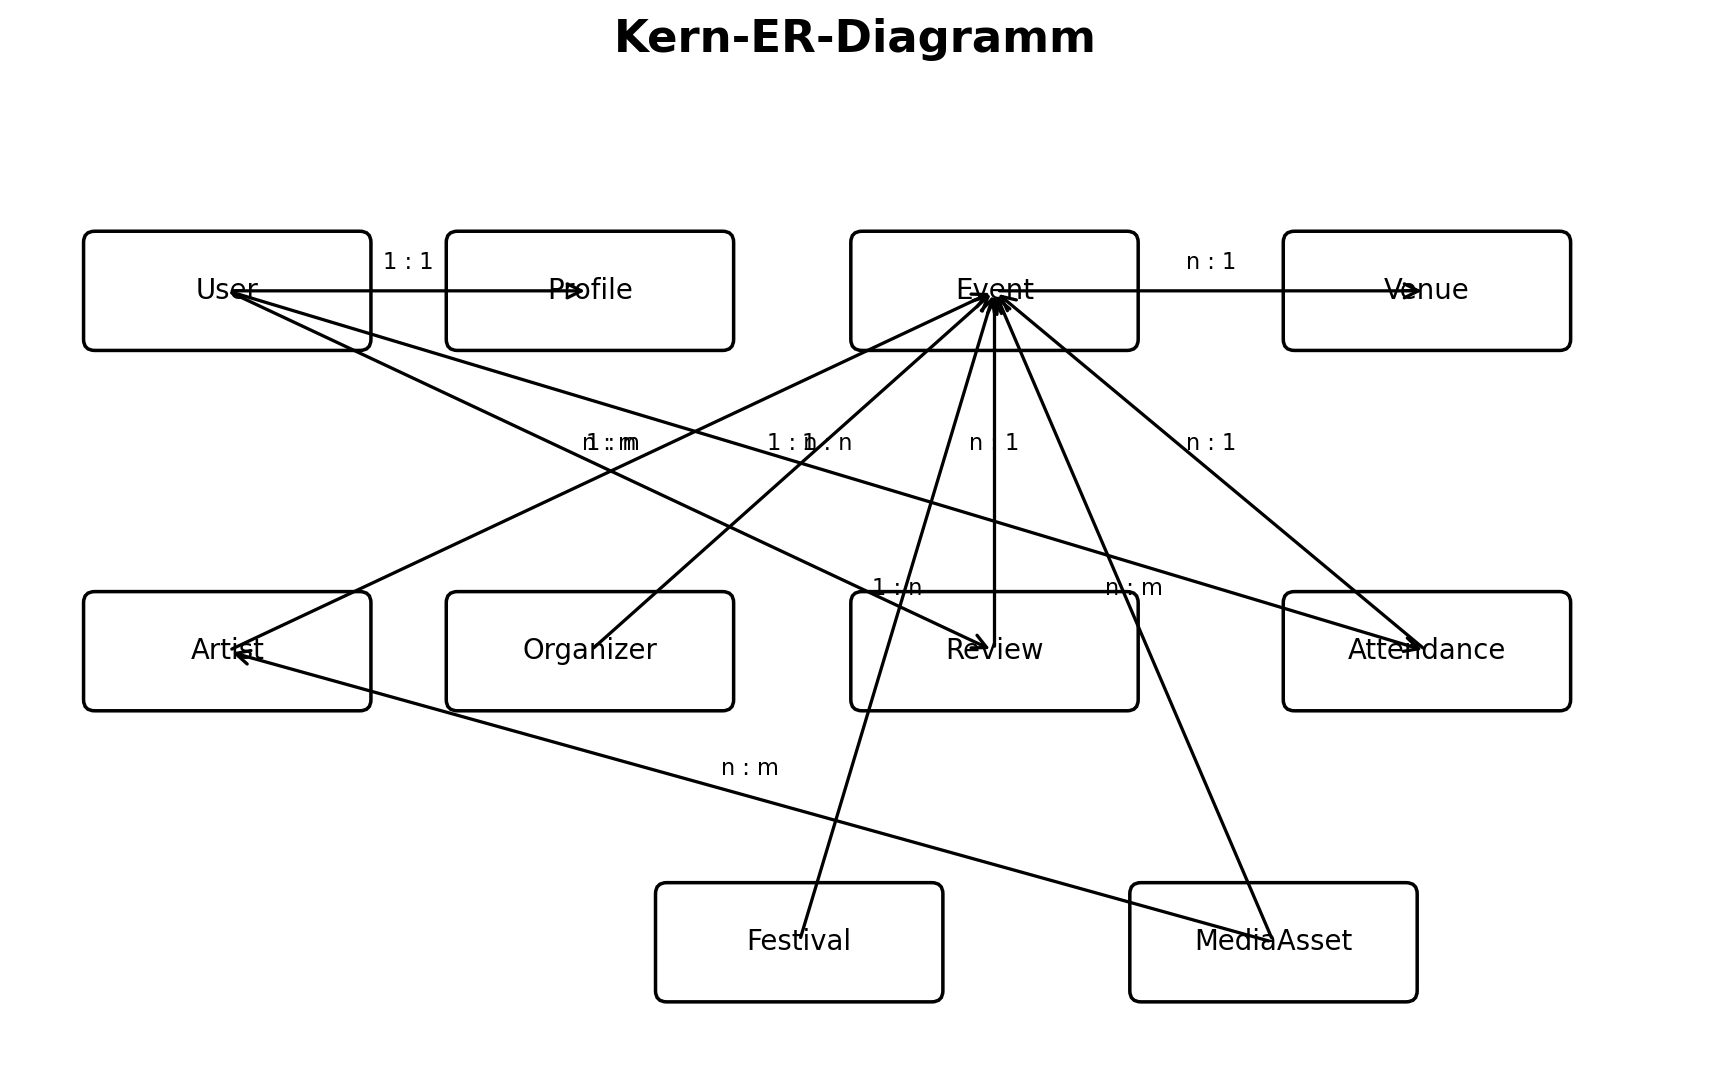 Kern-ER-Diagramm
1 : 1
n : 1
User
Profile
Event
Venue
n : m
1 : n
1 : n
1 : n
n : 1
n : 1
1 : n
n : m
Artist
Organizer
Review
Attendance
n : m
Festival
MediaAsset